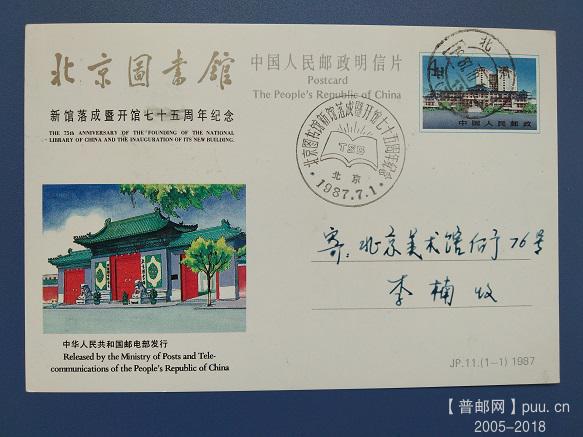 北京圖書館
新馆落成暨开馆七十五周年纪念
THE 75th ANNIVERSARY OF THE FOUNDING OF THE NATIONAL
LIBRARY OF CHINA AND THE INAUGURATION OF ITS NEW BUILDING.
中国人民邮政明信片
Postcard
The People's Republic of China
中国人民邮政
北京图书馆新馆落成暨开馆七十五周年纪念
北京
1987.7.1
寄:北京美术馆后街76号
李楠收
中华人民共和国邮电部发行
Released by the Ministry of Posts and Tele-
communications of the People's Republic of China
JP.11.(1-1) 1987
【普邮网】puu.cn
2005-2018